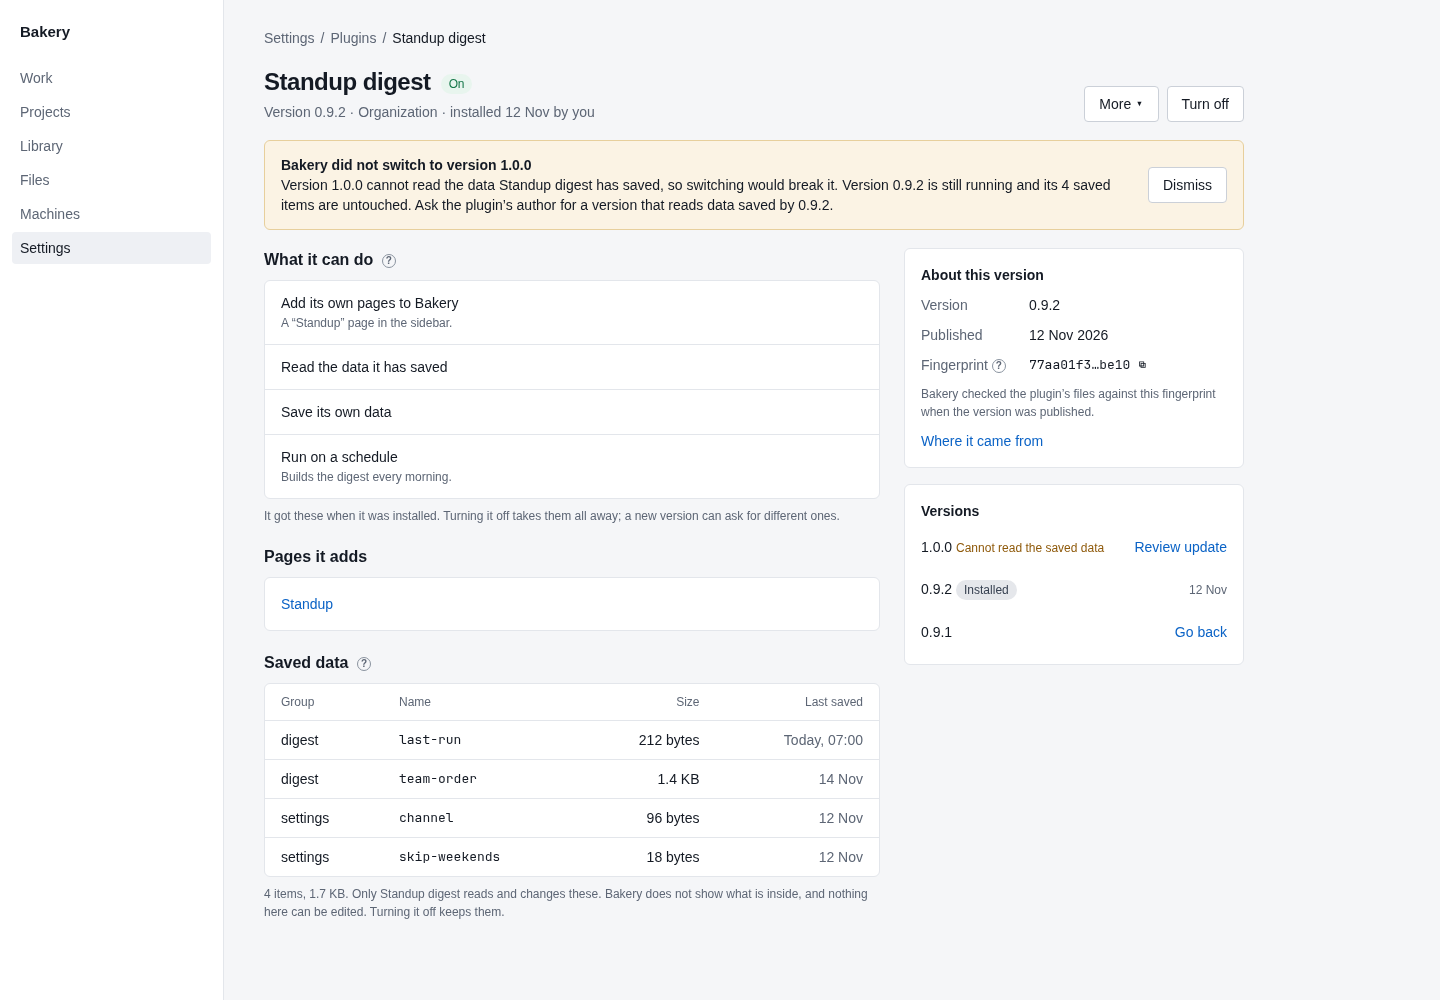 Bakery
Work
Projects
Library
Files
Machines
Settings
Settings / Plugins / Standup digest
Standup digest On
Version 0.9.2 · Organization · installed 12 Nov by you
More ▾
Turn off
Bakery did not switch to version 1.0.0
Version 1.0.0 cannot read the data Standup digest has saved, so switching would break it. Version 0.9.2 is still running and its 4 saved
items are untouched. Ask the plugin’s author for a version that reads data saved by 0.9.2.
Dismiss
What it can do ?
Add its own pages to Bakery
A “Standup” page in the sidebar.
Read the data it has saved
Save its own data
Run on a schedule
Builds the digest every morning.
It got these when it was installed. Turning it off takes them all away; a new version can ask for different ones.
Pages it adds
Standup
Saved data ?
Group Name Size Last saved
digest last-run 212 bytes Today, 07:00
digest team-order 1.4 KB 14 Nov
settings channel 96 bytes 12 Nov
settings skip-weekends 18 bytes 12 Nov
4 items, 1.7 KB. Only Standup digest reads and changes these. Bakery does not show what is inside, and nothing
here can be edited. Turning it off keeps them.
About this version
Version 0.9.2
Published 12 Nov 2026
Fingerprint ? 77aa01f3…be10
Bakery checked the plugin’s files against this fingerprint
when the version was published.
Where it came from
Versions
1.0.0 Cannot read the saved data Review update
0.9.2 Installed 12 Nov
0.9.1 Go back